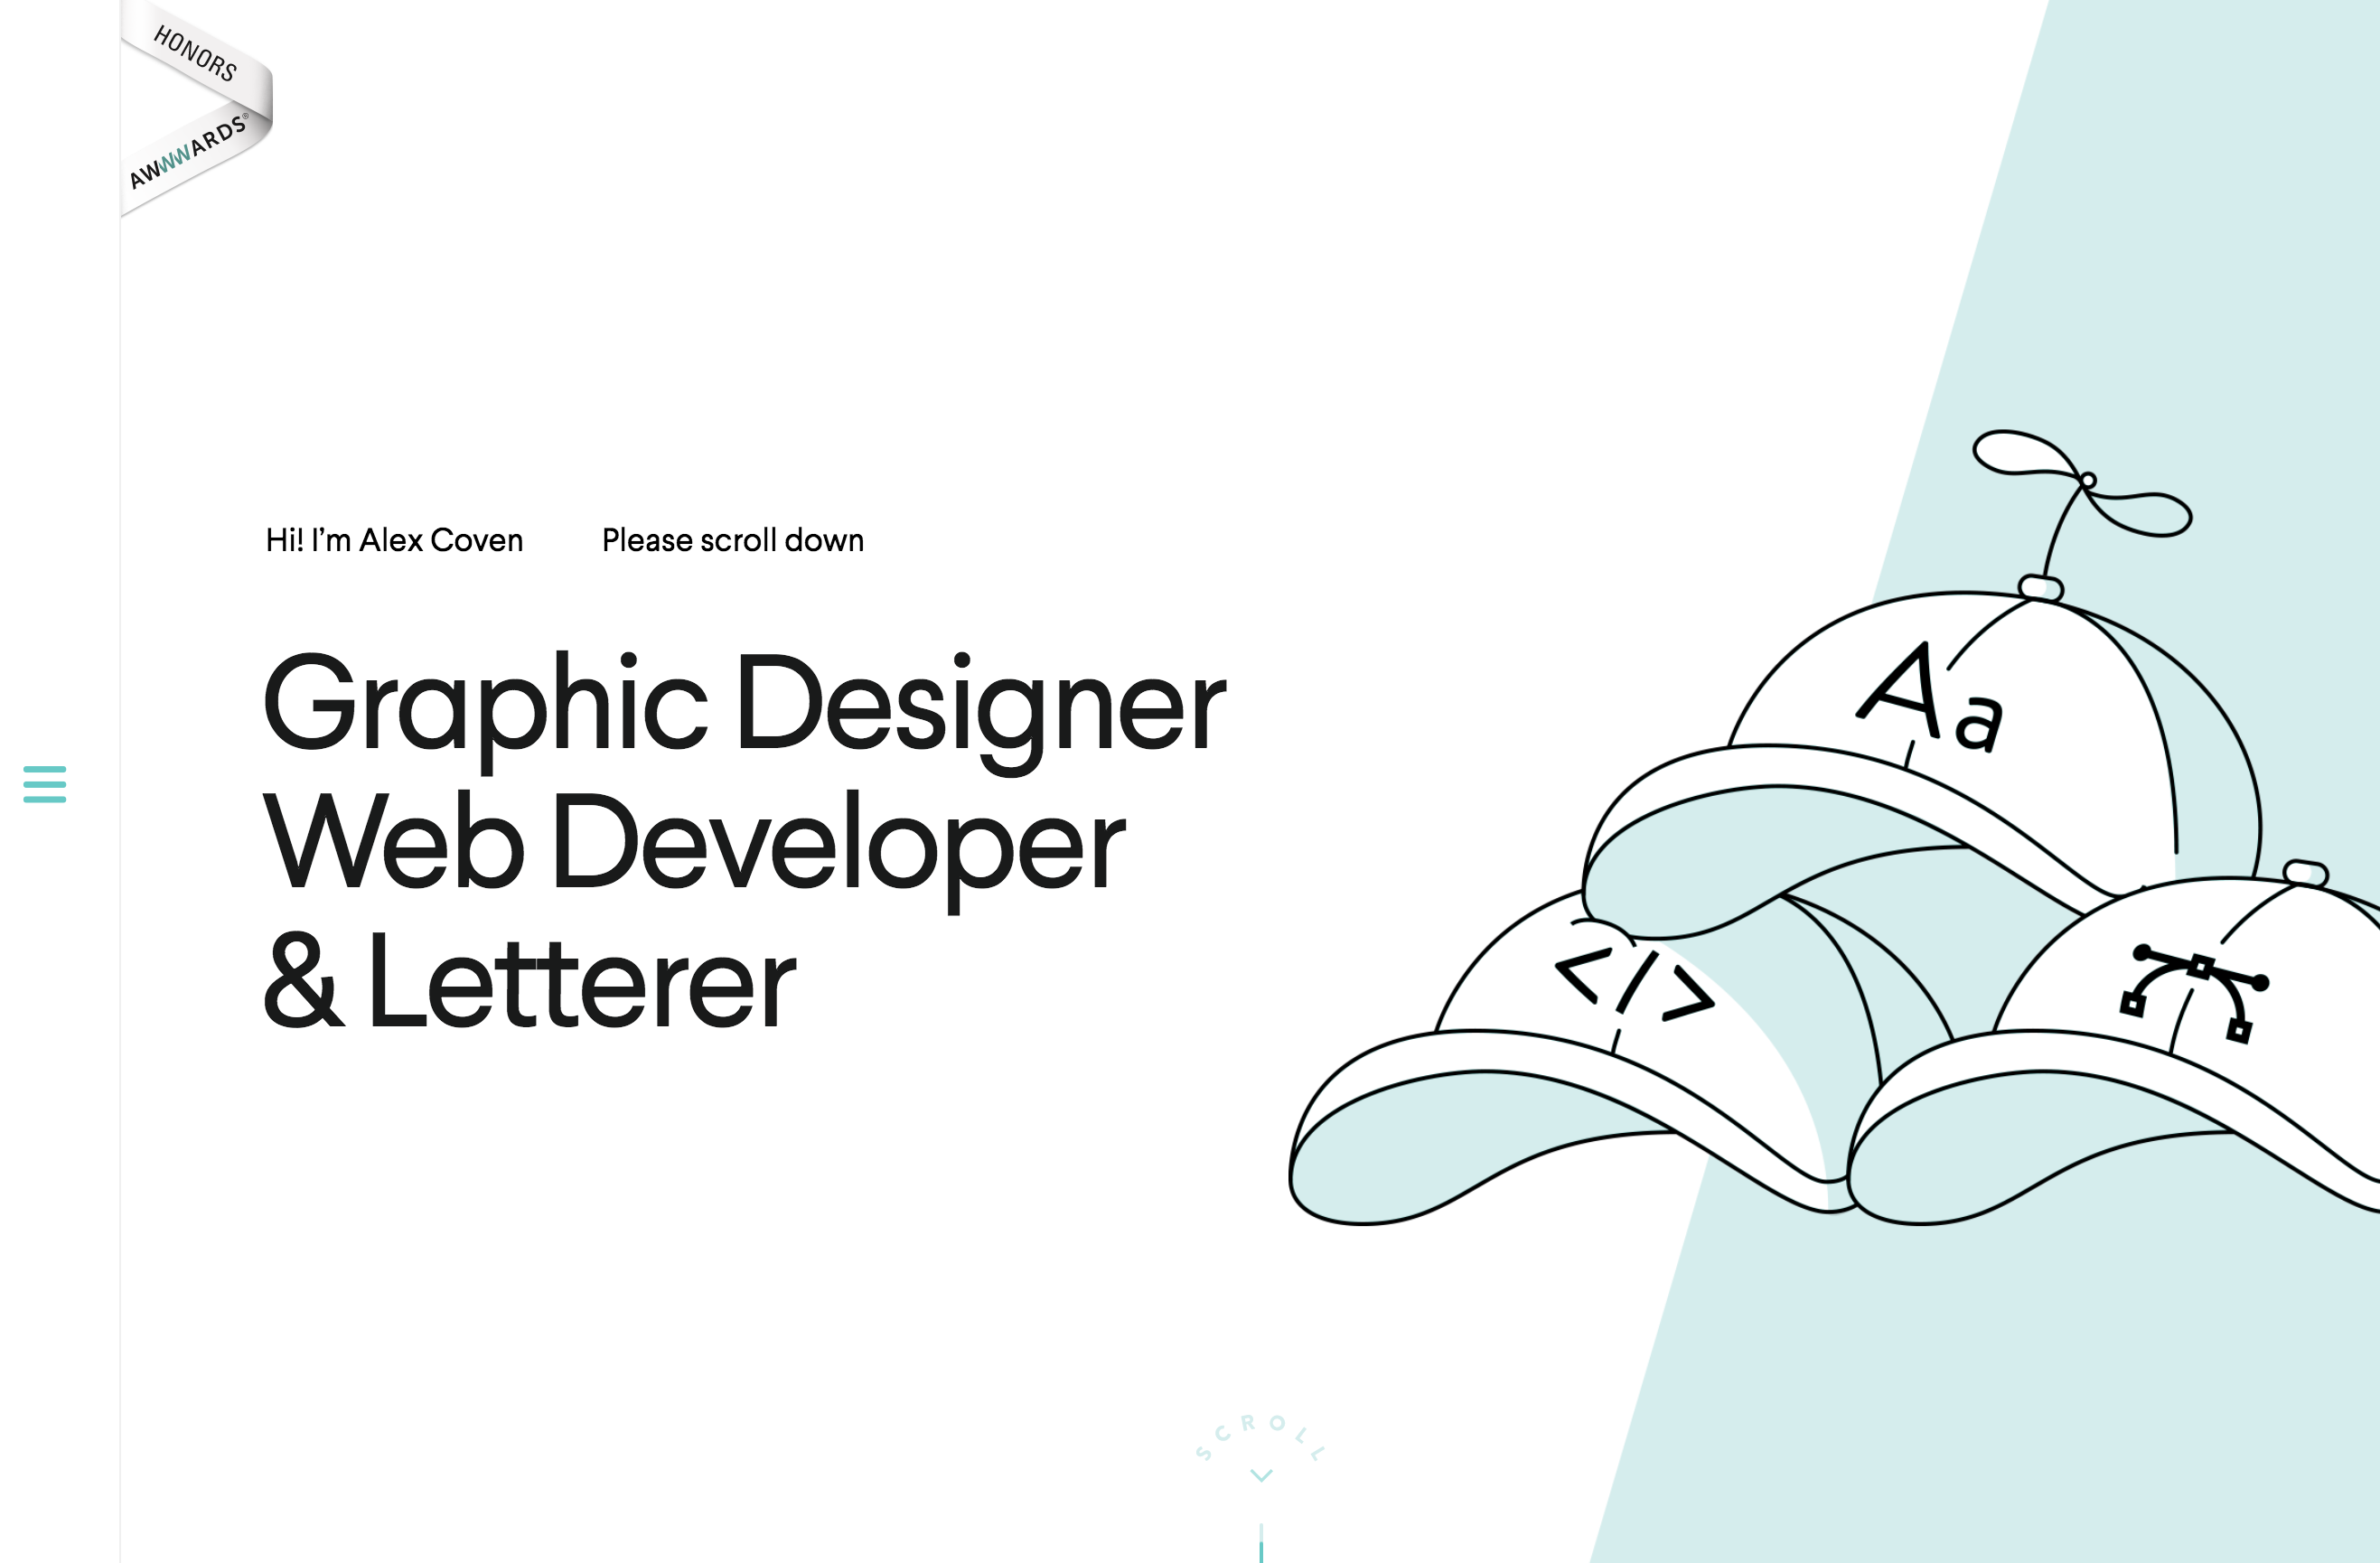 HONORS
AWWWARDS®
Hi! I’m Alex Coven
Please scroll down
Graphic Designer
Web Developer
& Letterer
Aa
</>
SCROLL